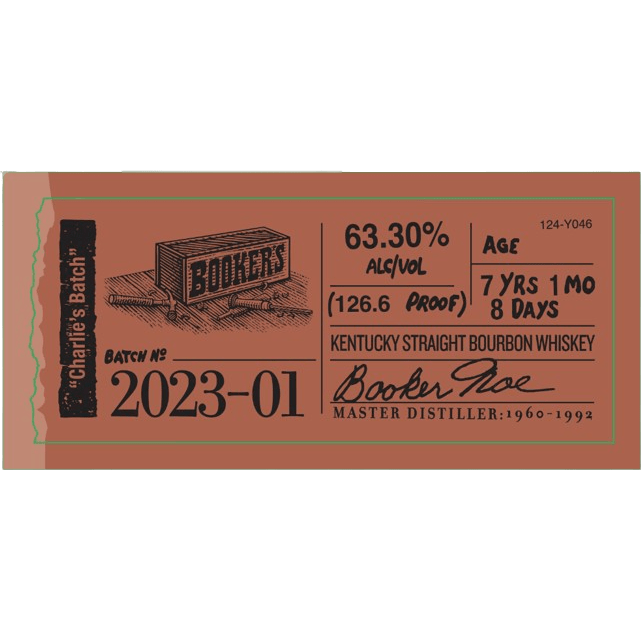 "Charlie's Batch"
BOOKER'S
BATCH Nº
2023-01
63.30%
ALC/VOL
(126.6 PROOF)
124-Y046
AGE
7 YRS 1 MO
8 DAYS
KENTUCKY STRAIGHT BOURBON WHISKEY
Booker Noe
MASTER DISTILLER:1960-1992